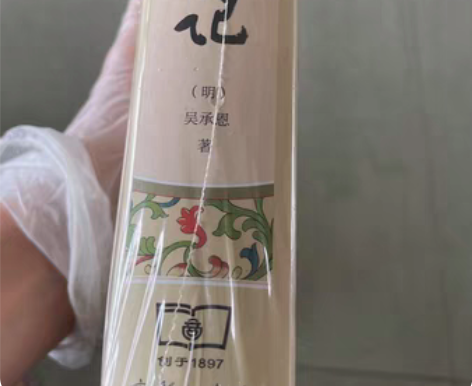 记
（明）
吴承恩
著
创于1897